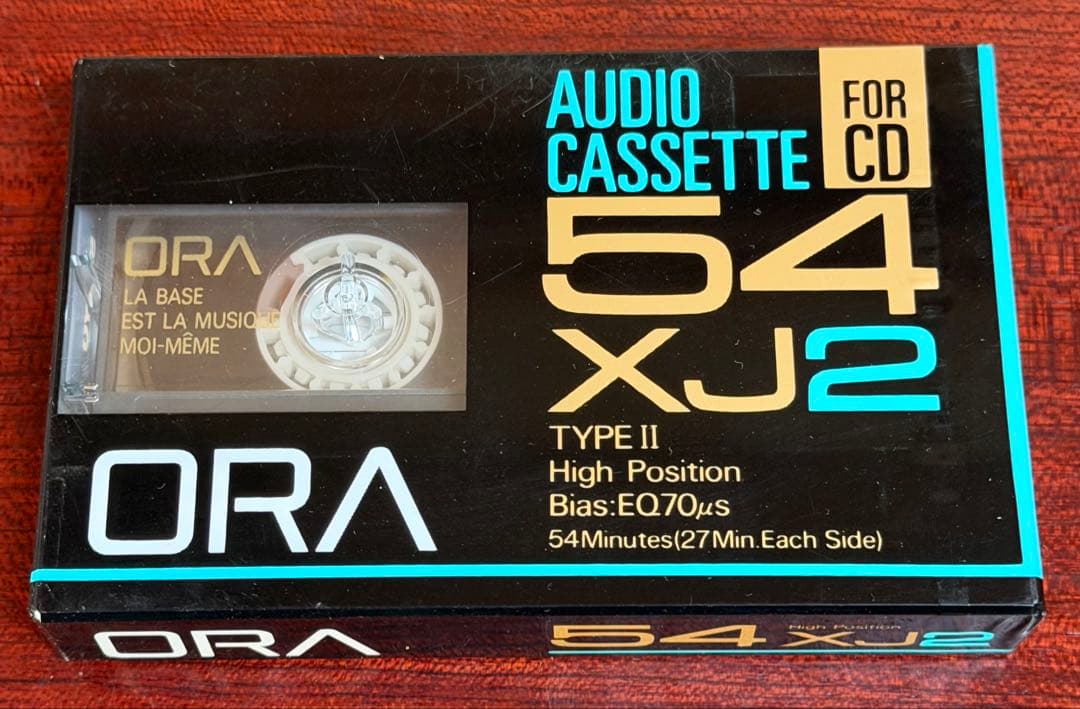 AUDIO
CASSETTE
FOR
CD
54
XJ2
ORA
LA BASE
EST LA MUSIQUE
MOI-MÊME
TYPE II
High Position
Bias:EQ70µs
54Minutes(27Min.Each Side)
ORA
ORA
54
High Position
XJ2